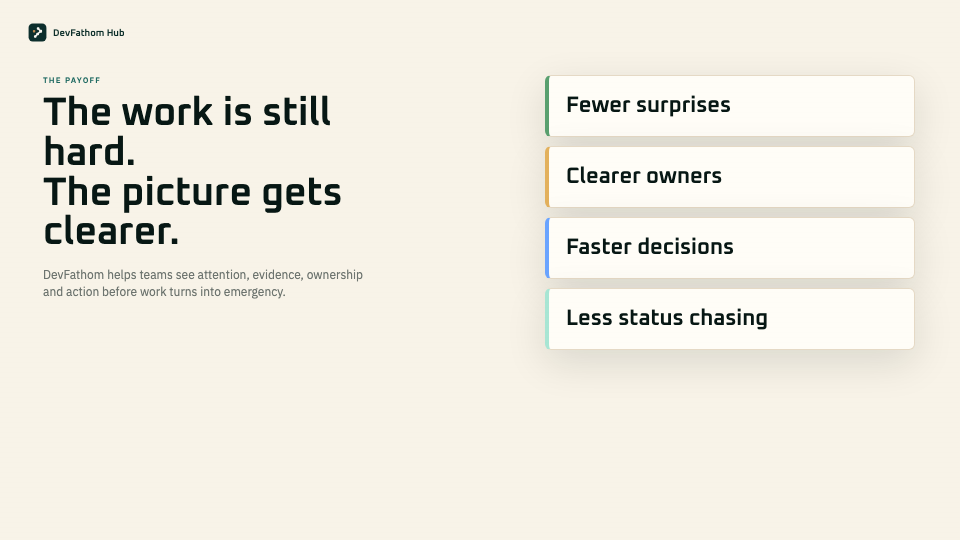 DevFathom Hub
THE PAYOFF
The work is still
hard.
The picture gets
clearer.
DevFathom helps teams see attention, evidence, ownership
and action before work turns into emergency.
Fewer surprises
Clearer owners
Faster decisions
Less status chasing